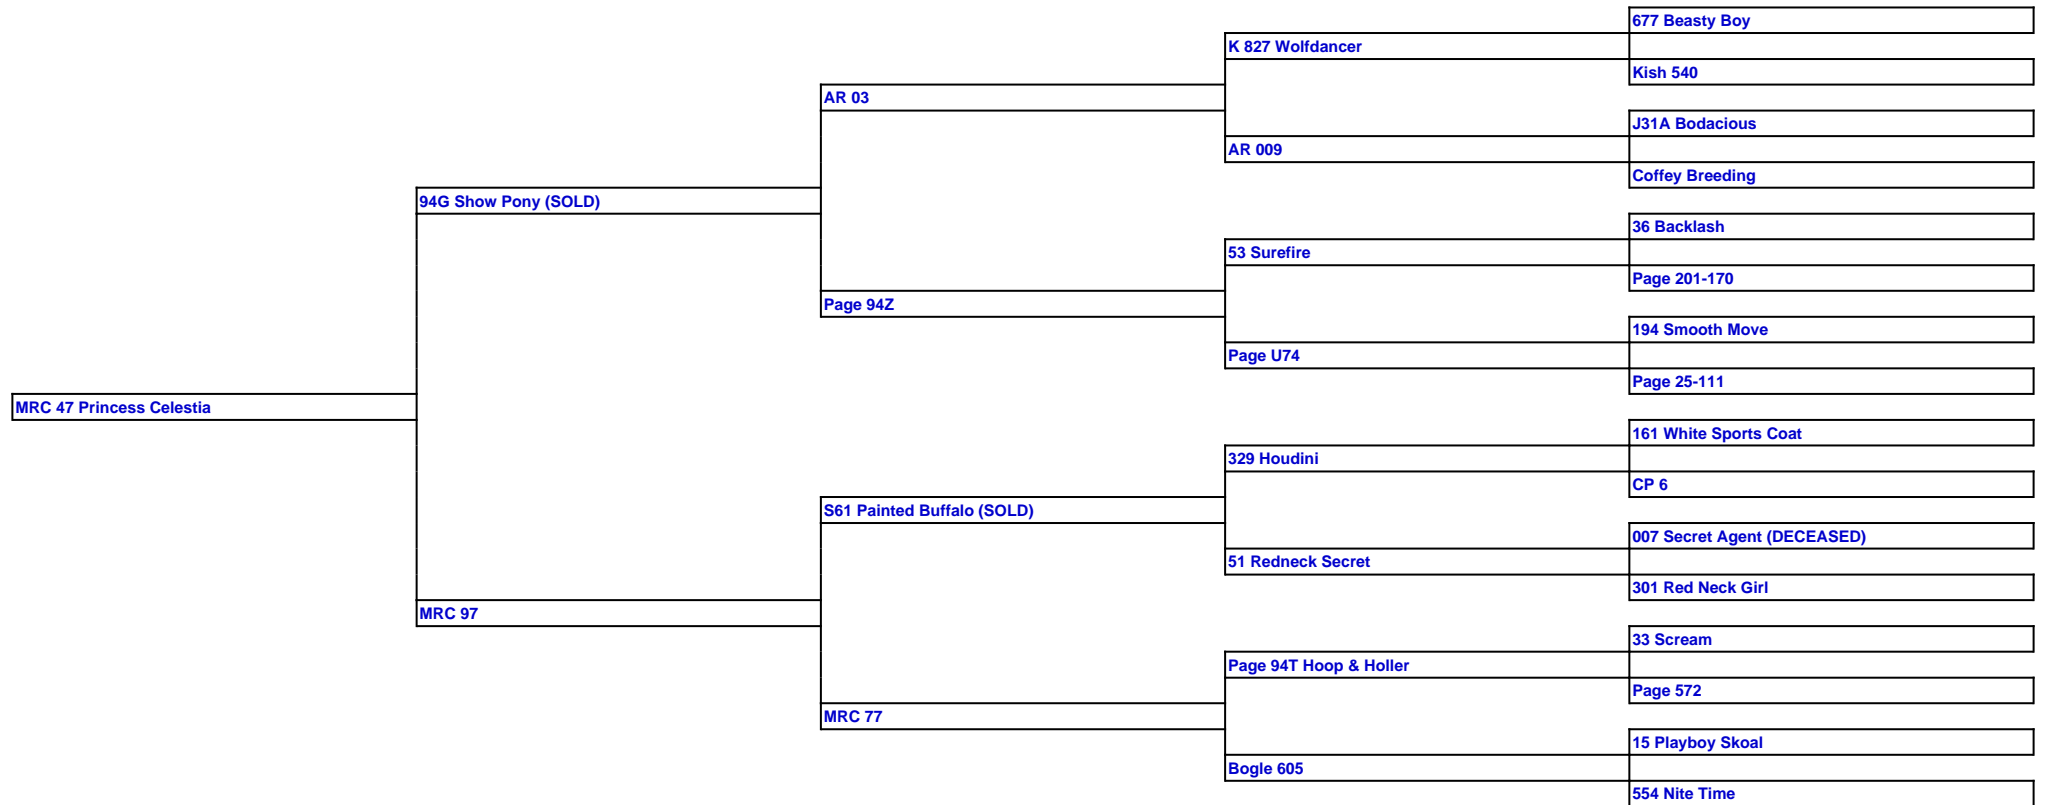 677 Beasty Boy
K 827 Wolfdancer
Kish 540
AR 03
J31A Bodacious
AR 009
Coffey Breeding
94G Show Pony (SOLD)
36 Backlash
53 Surefire
Page 201-170
Page 94Z
194 Smooth Move
Page U74
Page 25-111
MRC 47 Princess Celestia
161 White Sports Coat
329 Houdini
CP 6
S61 Painted Buffalo (SOLD)
007 Secret Agent (DECEASED)
51 Redneck Secret
301 Red Neck Girl
MRC 97
33 Scream
Page 94T Hoop & Holler
Page 572
MRC 77
15 Playboy Skoal
Bogle 605
554 Nite Time